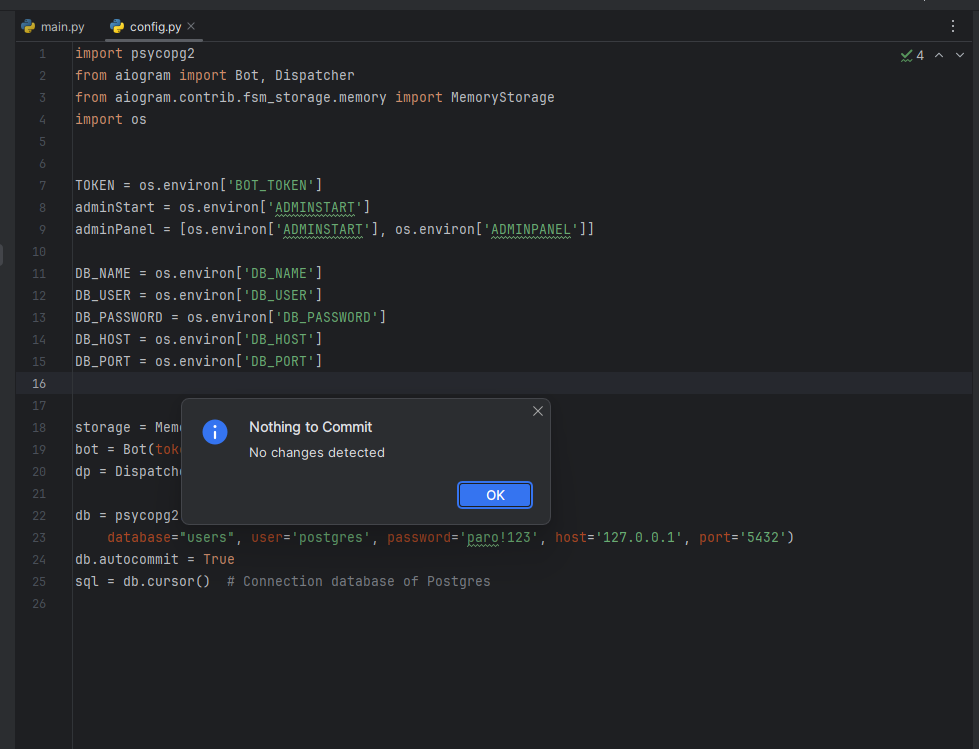 main.py config.py
1 import psycopg2
4
2 from aiogram import Bot, Dispatcher
3 from aiogram.contrib.fsm_storage.memory import MemoryStorage
4 import os
5
6
7 TOKEN = os.environ['BOT_TOKEN']
8 adminStart = os.environ['ADMINSTART']
9 adminPanel = [os.environ['ADMINSTART'], os.environ['ADMINPANEL']]
10
11 DB_NAME = os.environ['DB_NAME']
12 DB_USER = os.environ['DB_USER']
13 DB_PASSWORD = os.environ['DB_PASSWORD']
14 DB_HOST = os.environ['DB_HOST']
15 DB_PORT = os.environ['DB_PORT']
16
17
18 storage = Mem
19 bot = Bot(tok
20 dp = Dispatch
21
22 db = psycopg2
23 database="users", user='postgres', password='paro!123', host='127.0.0.1', port='5432')
24 db.autocommit = True
25 sql = db.cursor() # Connection database of Postgres
26
Nothing to Commit
No changes detected
OK